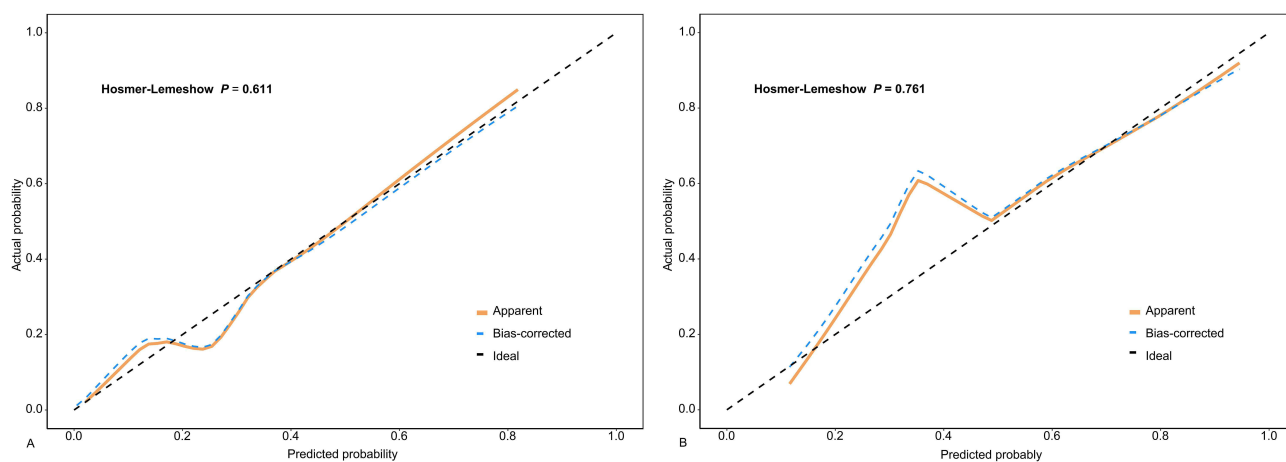 1.0
0.8
0.6
0.4
0.2
0.0
Actual probability
Hosmer-Lemeshow P = 0.611
Apparent
Bias-corrected
Ideal
0.0 0.2 0.4 0.6 0.8 1.0
Predicted probability
A
1.0
0.8
0.6
0.4
0.2
0.0
Actual probability
Hosmer-Lemeshow P = 0.761
Apparent
Bias-corrected
Ideal
0.0 0.2 0.4 0.6 0.8 1.0
Predicted probably
B